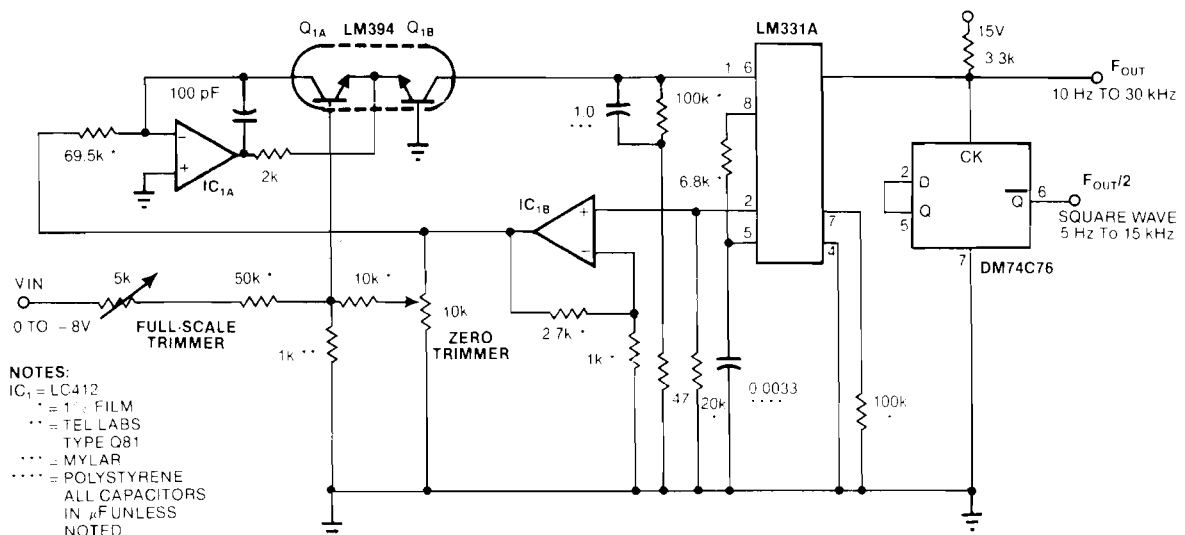 Q1A LM394 Q1B
LM331A
15V
3.3k
FOUT
10 Hz TO 30 kHz
100 pF
1 6
8
1.0
...
100k *
69.5k *
−
+
IC1A
2k
6.8k *
CK
2 D
Q
5
Q
6
FOUT/2
SQUARE WAVE
5 Hz TO 15 kHz
7
DM74C76
IC1B
+
−
2
5
7
4
VIN
0 TO −8V
5k
FULL-SCALE
TRIMMER
50k *
10k *
10k
ZERO
TRIMMER
1k **
2.7k *
1k *
47
20k
*
0.0033
....
100k
*
NOTES:
IC1 = LC412
* = 1% FILM
** = TEL LABS
TYPE Q81
... = MYLAR
.... = POLYSTYRENE
ALL CAPACITORS
IN µF UNLESS
NOTED